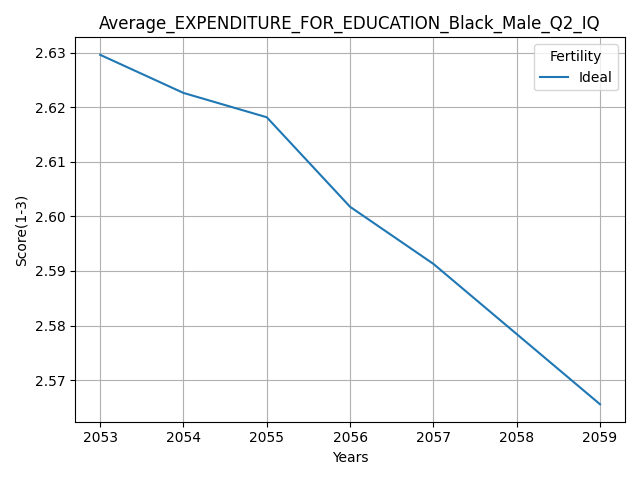 Average_EXPENDITURE_FOR_EDUCATION_Black_Male_Q2_IQ
Fertility
Ideal
Score(1-3)
2.63
2.62
2.61
2.60
2.59
2.58
2.57
2053 2054 2055 2056 2057 2058 2059
Years